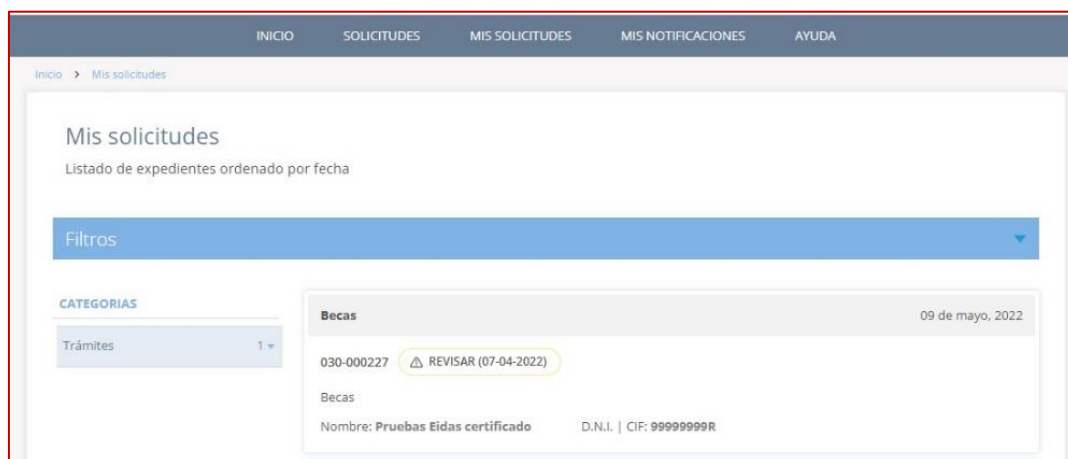 INICIO SOLICITUDES MIS SOLICITUDES MIS NOTIFICACIONES AYUDA
Inicio > Mis solicitudes
Mis solicitudes
Listado de expedientes ordenado por fecha
Filtros
CATEGORIAS
Trámites 1
Becas 09 de mayo, 2022
030-000227 REVISAR (07-04-2022)
Becas
Nombre: Pruebas Eidas certificado D.N.I. | CIF: 99999999R